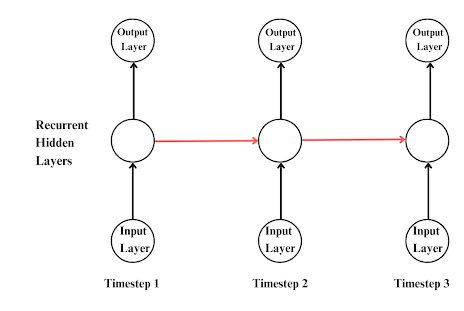 Output
Layer
Output
Layer
Output
Layer
Recurrent
Hidden
Layers
Input
Layer
Input
Layer
Input
Layer
Timestep 1
Timestep 2
Timestep 3